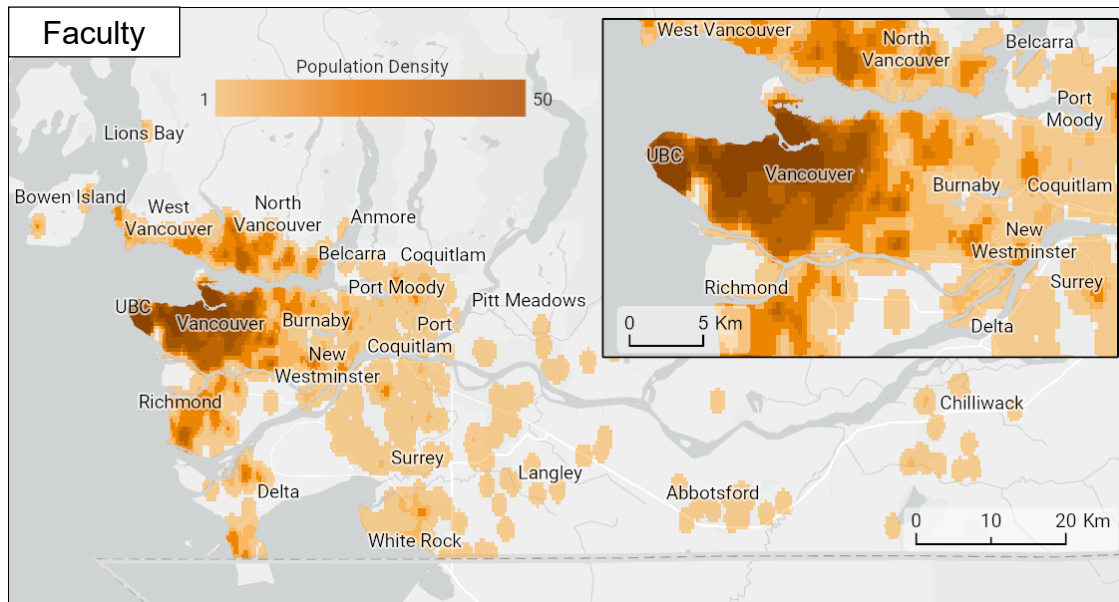 Faculty
Population Density
1
50
Lions Bay
Bowen Island
West
Vancouver
North
Vancouver
Anmore
Belcarra
Coquitlam
Port Moody
Pitt Meadows
UBC
Vancouver
Burnaby
Port
Coquitlam
New
Westminster
Richmond
Surrey
Langley
Delta
White Rock
Abbotsford
Chilliwack
0
10
20 Km
West Vancouver
North
Vancouver
Belcarra
Port
Moody
UBC
Vancouver
Burnaby
Coquitlam
New
Westminster
Richmond
Surrey
Delta
0
5 Km